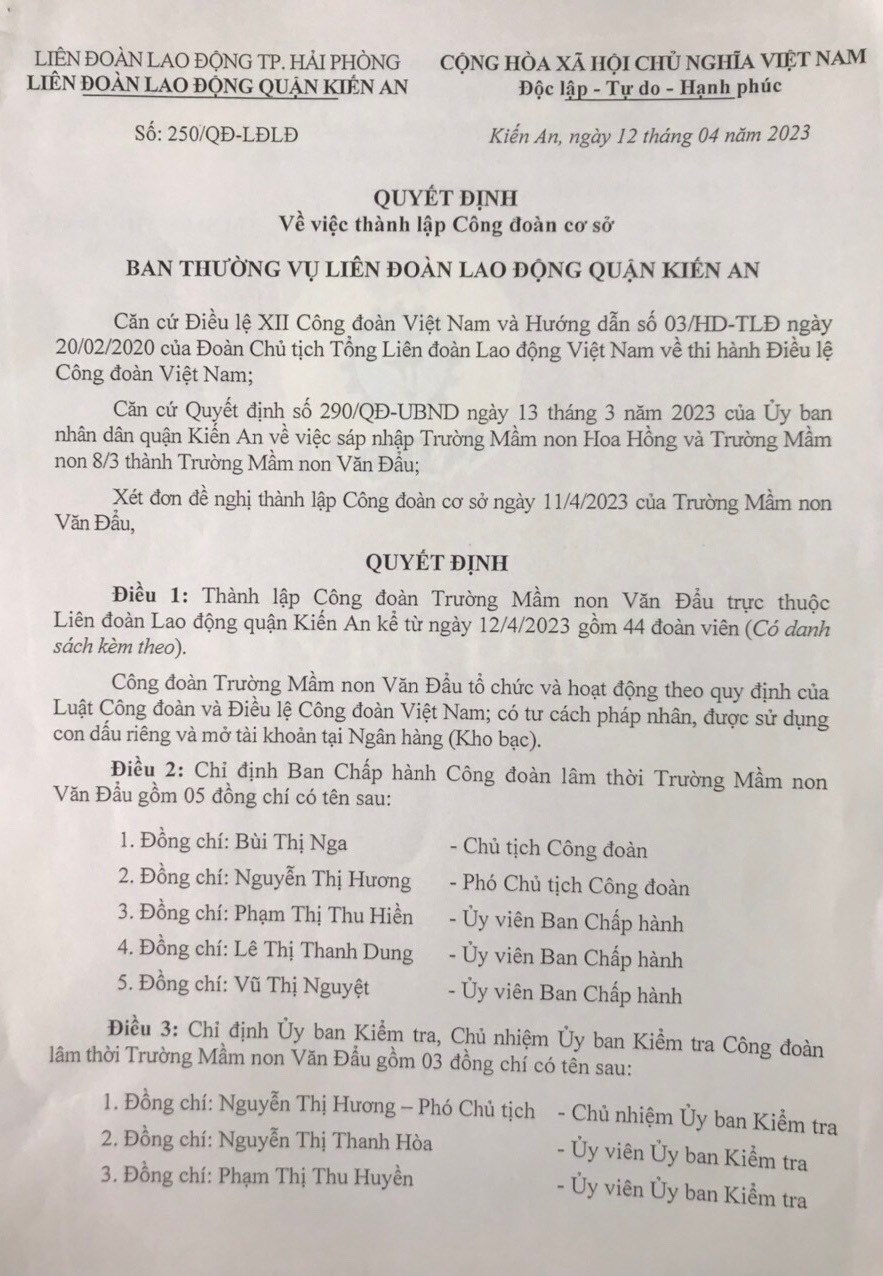 LIÊN ĐOÀN LAO ĐỘNG TP. HẢI PHÒNG
LIÊN ĐOÀN LAO ĐỘNG QUẬN KIẾN AN
CỘNG HÒA XÃ HỘI CHỦ NGHĨA VIỆT NAM
Độc lập - Tự do - Hạnh phúc
Số: 250/QĐ-LĐLĐ
Kiến An, ngày 12 tháng 04 năm 2023
QUYẾT ĐỊNH
Về việc thành lập Công đoàn cơ sở
BAN THƯỜNG VỤ LIÊN ĐOÀN LAO ĐỘNG QUẬN KIẾN AN
Căn cứ Điều lệ XII Công đoàn Việt Nam và Hướng dẫn số 03/HD-TLĐ ngày
20/02/2020 của Đoàn Chủ tịch Tổng Liên đoàn Lao động Việt Nam về thi hành Điều lệ
Công đoàn Việt Nam;
Căn cứ Quyết định số 290/QĐ-UBND ngày 13 tháng 3 năm 2023 của Ủy ban
nhân dân quận Kiến An về việc sáp nhập Trường Mầm non Hoa Hồng và Trường Mầm
non 8/3 thành Trường Mầm non Văn Đẩu;
Xét đơn đề nghị thành lập Công đoàn cơ sở ngày 11/4/2023 của Trường Mầm non
Văn Đẩu,
QUYẾT ĐỊNH
Điều 1: Thành lập Công đoàn Trường Mầm non Văn Đẩu trực thuộc
Liên đoàn Lao động quận Kiến An kể từ ngày 12/4/2023 gồm 44 đoàn viên (Có danh
sách kèm theo).
Công đoàn Trường Mầm non Văn Đẩu tổ chức và hoạt động theo quy định của
Luật Công đoàn và Điều lệ Công đoàn Việt Nam; có tư cách pháp nhân, được sử dụng
con dấu riêng và mở tài khoản tại Ngân hàng (Kho bạc).
Điều 2: Chỉ định Ban Chấp hành Công đoàn lâm thời Trường Mầm non
Văn Đẩu gồm 05 đồng chí có tên sau:
1. Đồng chí: Bùi Thị Nga - Chủ tịch Công đoàn
2. Đồng chí: Nguyễn Thị Hương - Phó Chủ tịch Công đoàn
3. Đồng chí: Phạm Thị Thu Hiền - Ủy viên Ban Chấp hành
4. Đồng chí: Lê Thị Thanh Dung - Ủy viên Ban Chấp hành
5. Đồng chí: Vũ Thị Nguyệt - Ủy viên Ban Chấp hành
Điều 3: Chỉ định Ủy ban Kiểm tra, Chủ nhiệm Ủy ban Kiểm tra Công đoàn
lâm thời Trường Mầm non Văn Đẩu gồm 03 đồng chí có tên sau:
1. Đồng chí: Nguyễn Thị Hương – Phó Chủ tịch - Chủ nhiệm Ủy ban Kiểm tra
2. Đồng chí: Nguyễn Thị Thanh Hòa - Ủy viên Ủy ban Kiểm tra
3. Đồng chí: Phạm Thị Thu Huyền - Ủy viên Ủy ban Kiểm tra